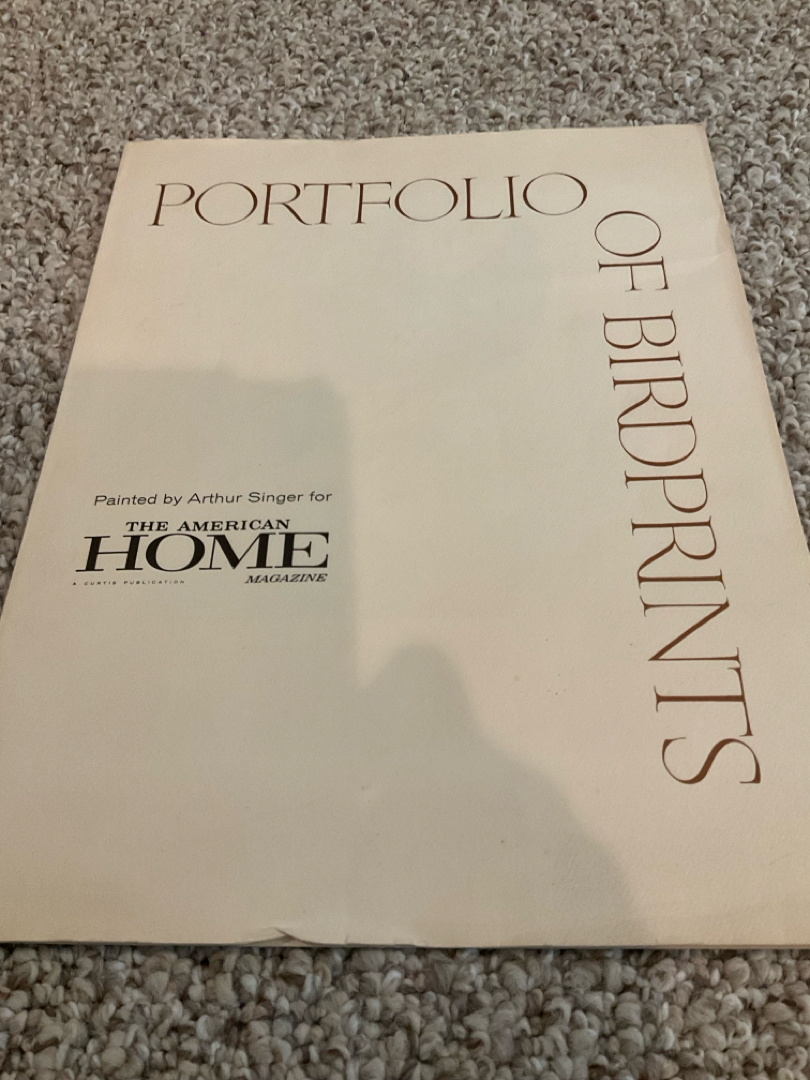 PORTFOLIO
OF BIRDPRINTS
Painted by Arthur Singer for
THE AMERICAN
HOME
A CURTIS PUBLICATION
MAGAZINE